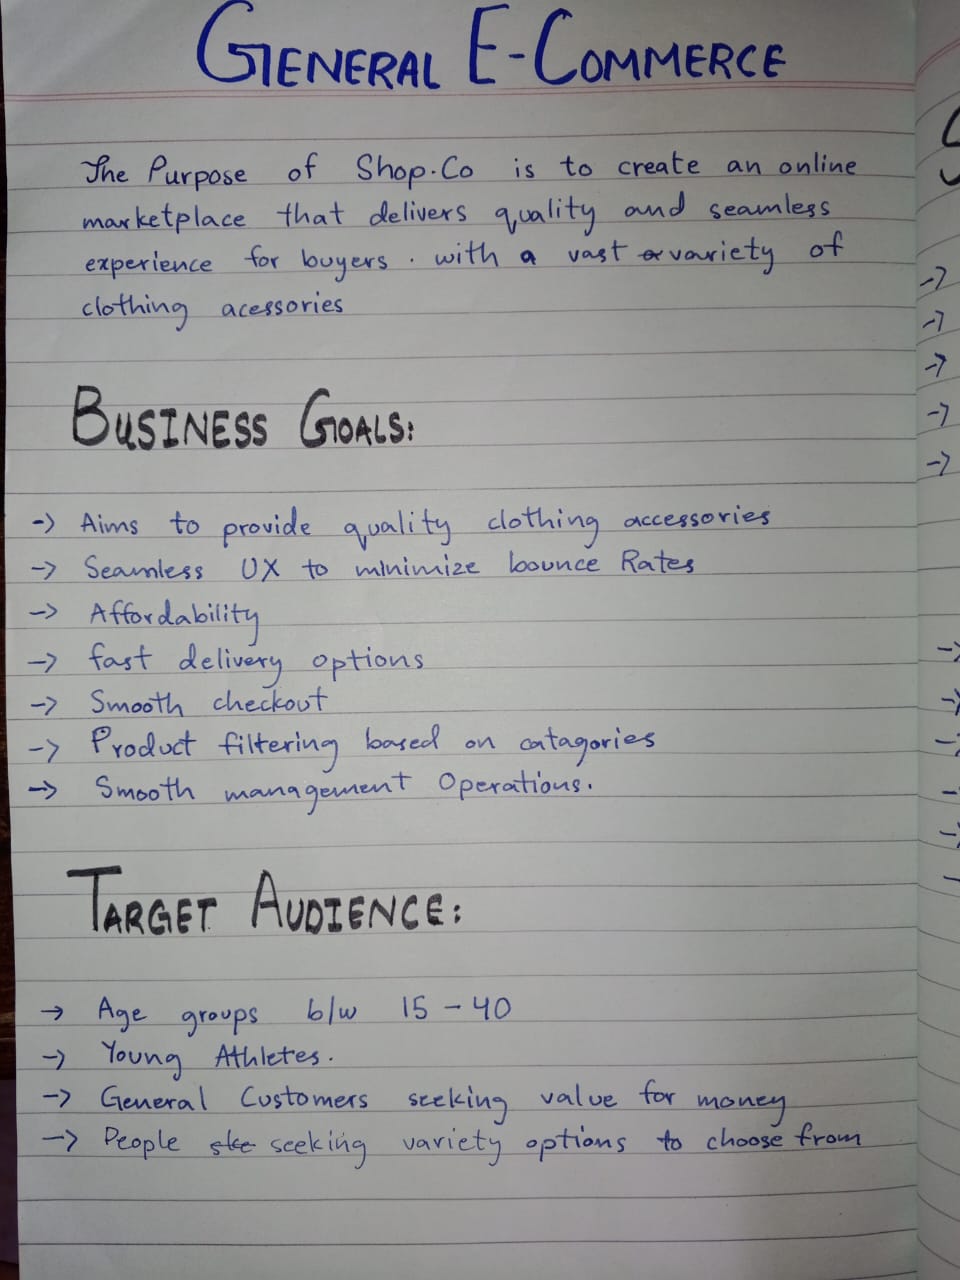 GENERAL E-COMMERCE
The Purpose of Shop.Co is to create an online
marketplace that delivers quality and seamless
experience for buyers. with a vast variety of
clothing acessories
BUSINESS GOALS:
-> Aims to provide quality clothing accessories
-> Seamless UX to minimize bounce Rates
-> Affordability
-> fast delivery options
-> Smooth checkout
-> Product filtering based on catagories
-> Smooth management Operations.
TARGET AUDIENCE:
-> Age groups b/w 15 - 40
-> Young Athletes.
-> General Customers seeking value for money
-> People seeking variety options to choose from